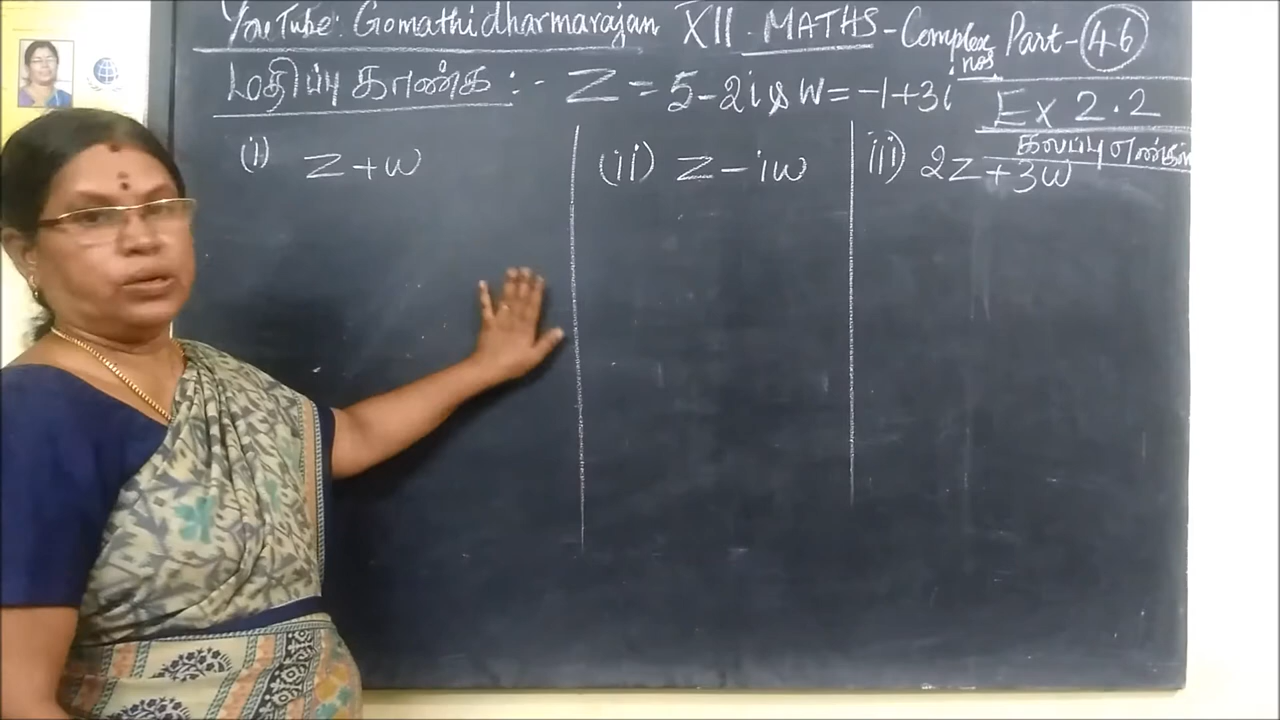 YouTube: Gomathidharmarajan XII. MATHS - Complex nos Part - 46
மதிப்பு காண்க :- Z = 5-2i & w = -1+3i
Ex 2.2
கலப்பு எண்கள்
(i) Z+w
(ii) Z-iw
iii) 2Z+3w